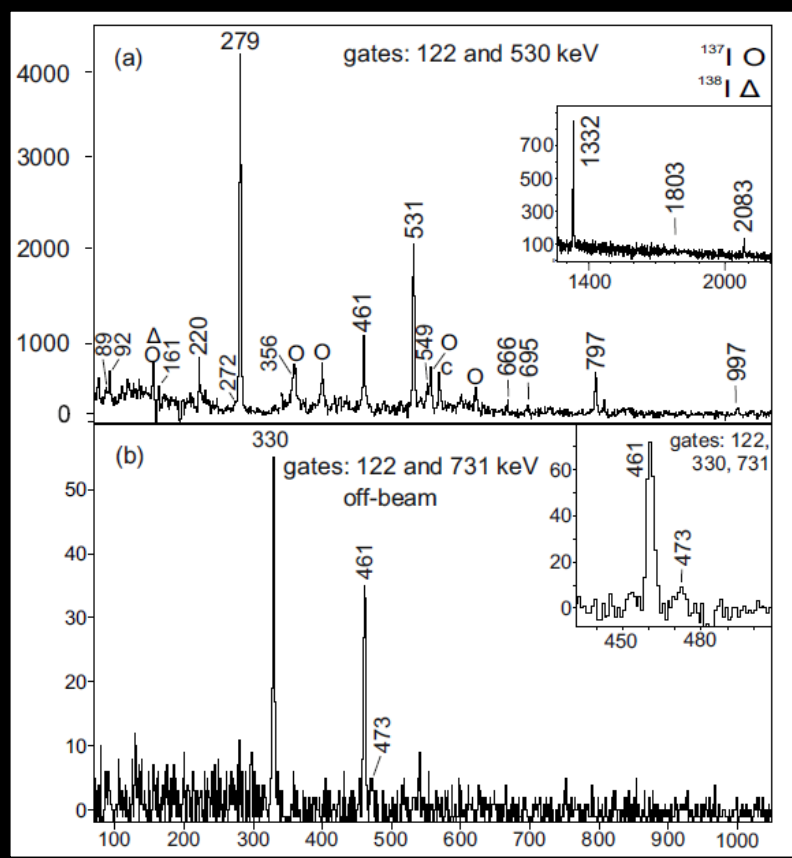 (a)
279
gates: 122 and 530 keV
¹³⁷I O
¹³⁸I Δ
4000
3000
2000
1000
0
89
92
Δ
O
161
220
272
356
O
O
461
531
549
O
c
O
666
695
797
997
700
500
300
100
1332
1803
2083
1400
2000
(b)
330
gates: 122 and 731 keV
off-beam
461
473
50
40
30
20
10
0
gates: 122,
330, 731
461
473
60
40
20
0
450
480
100 200 300 400 500 600 700 800 900 1000